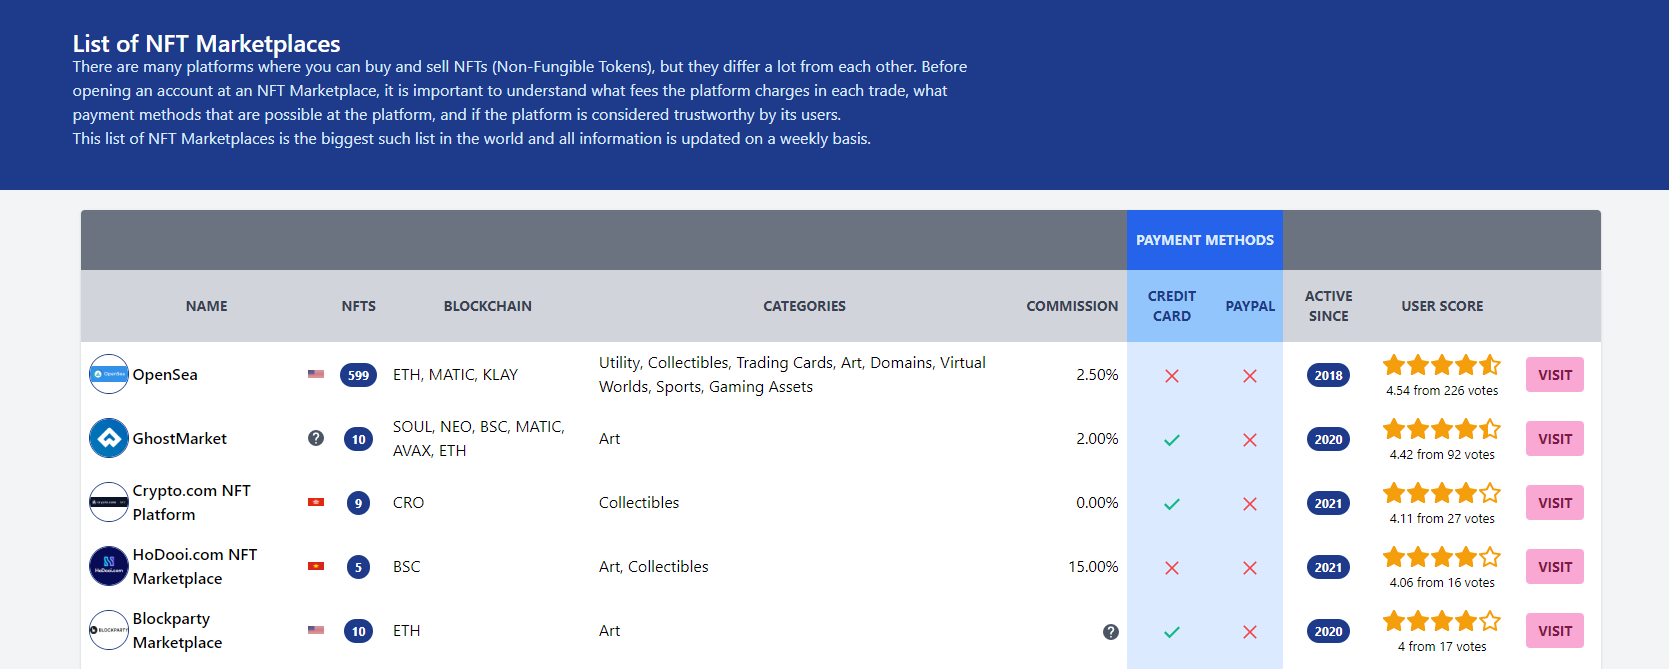 List of NFT Marketplaces
There are many platforms where you can buy and sell NFTs (Non-Fungible Tokens), but they differ a lot from each other. Before
opening an account at an NFT Marketplace, it is important to understand what fees the platform charges in each trade, what
payment methods that are possible at the platform, and if the platform is considered trustworthy by its users.
This list of NFT Marketplaces is the biggest such list in the world and all information is updated on a weekly basis.
PAYMENT METHODS
NAME NFTS BLOCKCHAIN CATEGORIES COMMISSION CREDIT CARD PAYPAL ACTIVE SINCE USER SCORE
OpenSea OpenSea 599 ETH, MATIC, KLAY Utility, Collectibles, Trading Cards, Art, Domains, Virtual
Worlds, Sports, Gaming Assets 2.50% 2018 4.54 from 226 votes VISIT
GhostMarket ? 10 SOUL, NEO, BSC, MATIC,
AVAX, ETH Art 2.00% 2020 4.42 from 92 votes VISIT
Crypto.com NFT
Platform 9 CRO Collectibles 0.00% 2021 4.11 from 27 votes VISIT
HoDooi.com HoDooi.com NFT
Marketplace 5 BSC Art, Collectibles 15.00% 2021 4.06 from 16 votes VISIT
BLOCKPARTY Blockparty
Marketplace 10 ETH Art ? 2020 4 from 17 votes VISIT